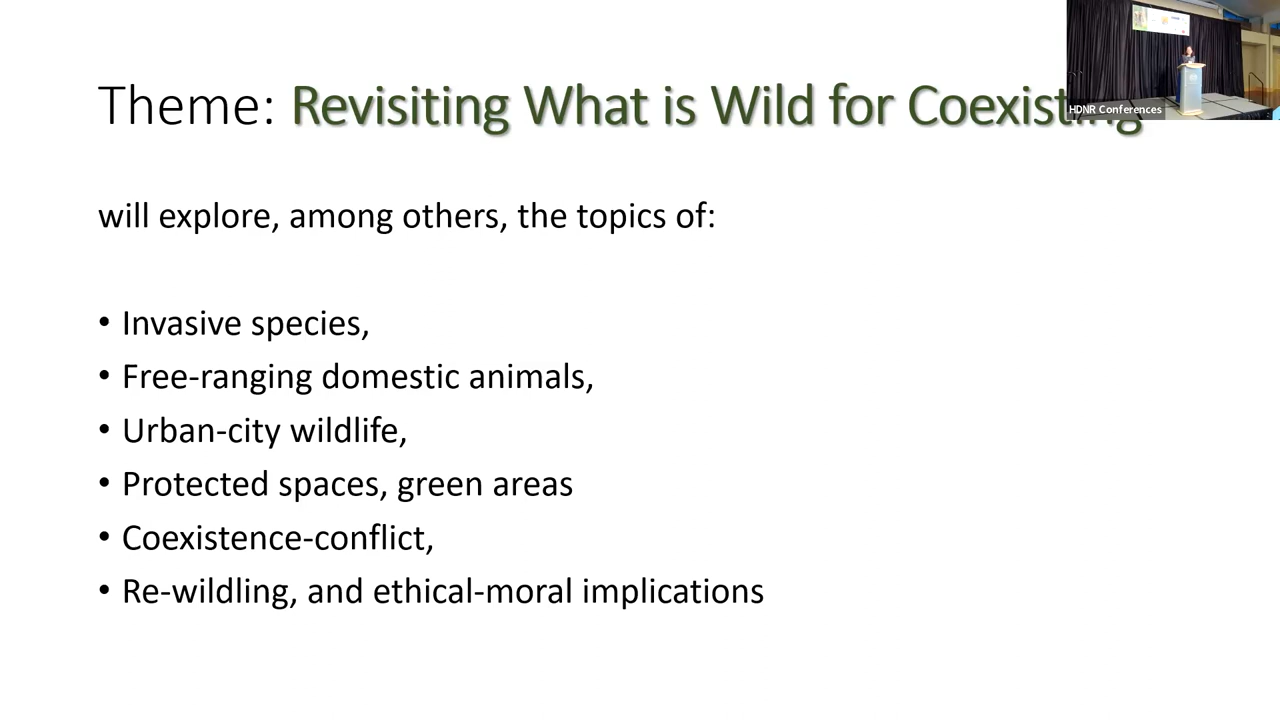 Theme: Revisiting What is Wild for Coexisting
HDNR Conferences
will explore, among others, the topics of:
• Invasive species,
• Free-ranging domestic animals,
• Urban-city wildlife,
• Protected spaces, green areas
• Coexistence-conflict,
• Re-wildling, and ethical-moral implications